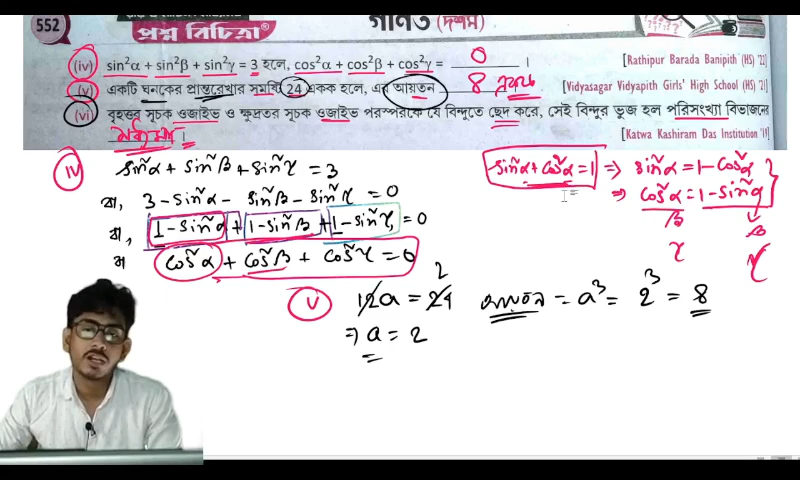 552
প্রশ্ন বিচিত্রা
গণিত (দশম)
(iv) sin²α + sin²β + sin²γ = 3 হলে, cos²α + cos²β + cos²γ = 0 । [Rathipur Barada Banipith (HS) '22]
(v) একটি ঘনকের প্রান্তরেখার সমষ্টি 24 একক হলে, এর আয়তন 8 [Vidyasagar Vidyapith Girls' High School (HS) '21]
(vi) বৃহত্তর সূচক ওজাইভ ও ক্ষুদ্রতর সূচক ওজাইভ পরস্পরকে যে বিন্দুতে ছেদ করে, সেই বিন্দুর ভুজ হল পরিসংখ্যা বিভাজনের
মধ্যমা । [Katwa Kashiram Das Institution '19]
iv sin²α + sin²β + sin²γ = 3
বা, 3 - sin²α - sin²β - sin²γ = 0
বা, 1 - sin²α + 1 - sin²β + 1 - sin²γ = 0
বা cos²α + cos²β + cos²γ = 0
sin²α + cos²α = 1 ⇒ sin²α = 1 - cos²α
⇒ cos²α = 1 - sin²α
β β
γ γ
v 12a = 24 2 আয়তন = a³ = 2³ = 8
⇒ a = 2